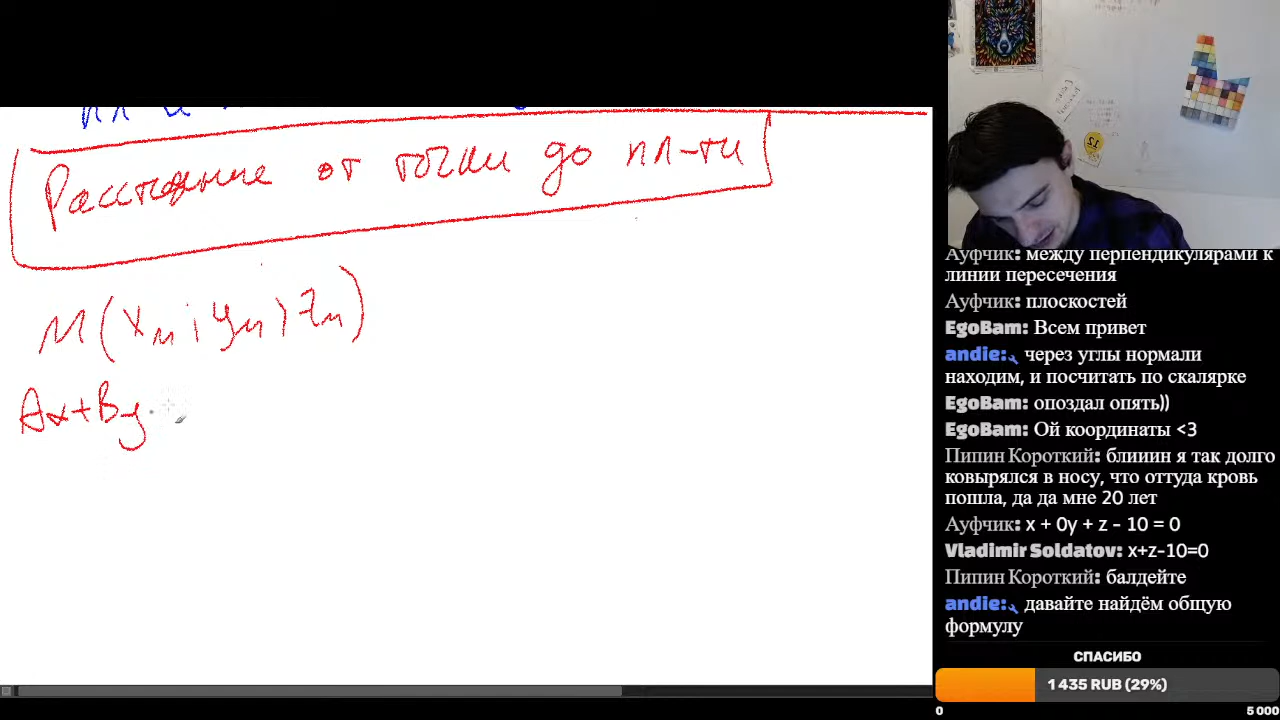 Расстояние от точки до пл-ти
M(xм; yм; zм)
Ax+By
Ауфчик: между перпендикулярами к
линии пересечения
Ауфчик: плоскостей
EgoBam: Всем привет
andie: через углы нормали
находим, и посчитать по скалярке
EgoBam: опоздал опять))
EgoBam: Ой координаты <3
Пипин Короткий: блииин я так долго
ковырялся в носу, что оттуда кровь
пошла, да да мне 20 лет
Ауфчик: x + 0y + z - 10 = 0
Vladimir Soldatov: x+z-10=0
Пипин Короткий: балдейте
andie: давайте найдём общую
формулу
СПАСИБО
1 435 RUB (29%)
0 5 000